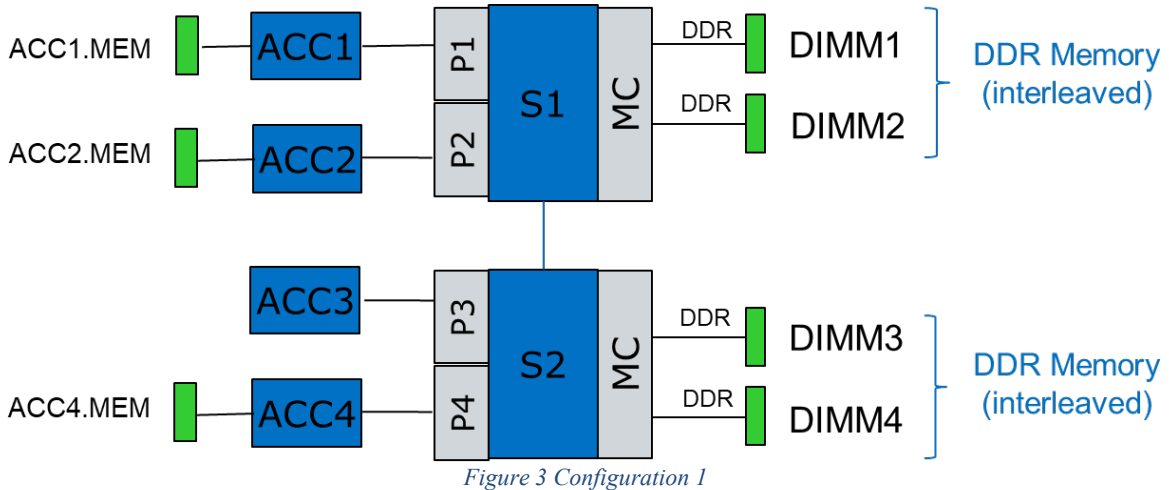 ACC1.MEM
ACC1
P1
S1
MC
DDR
DIMM1
DDR Memory
(interleaved)
ACC2.MEM
ACC2
P2
DDR
DIMM2
ACC3
P3
S2
MC
DDR
DIMM3
DDR Memory
(interleaved)
ACC4.MEM
ACC4
P4
DDR
DIMM4
Figure 3 Configuration 1